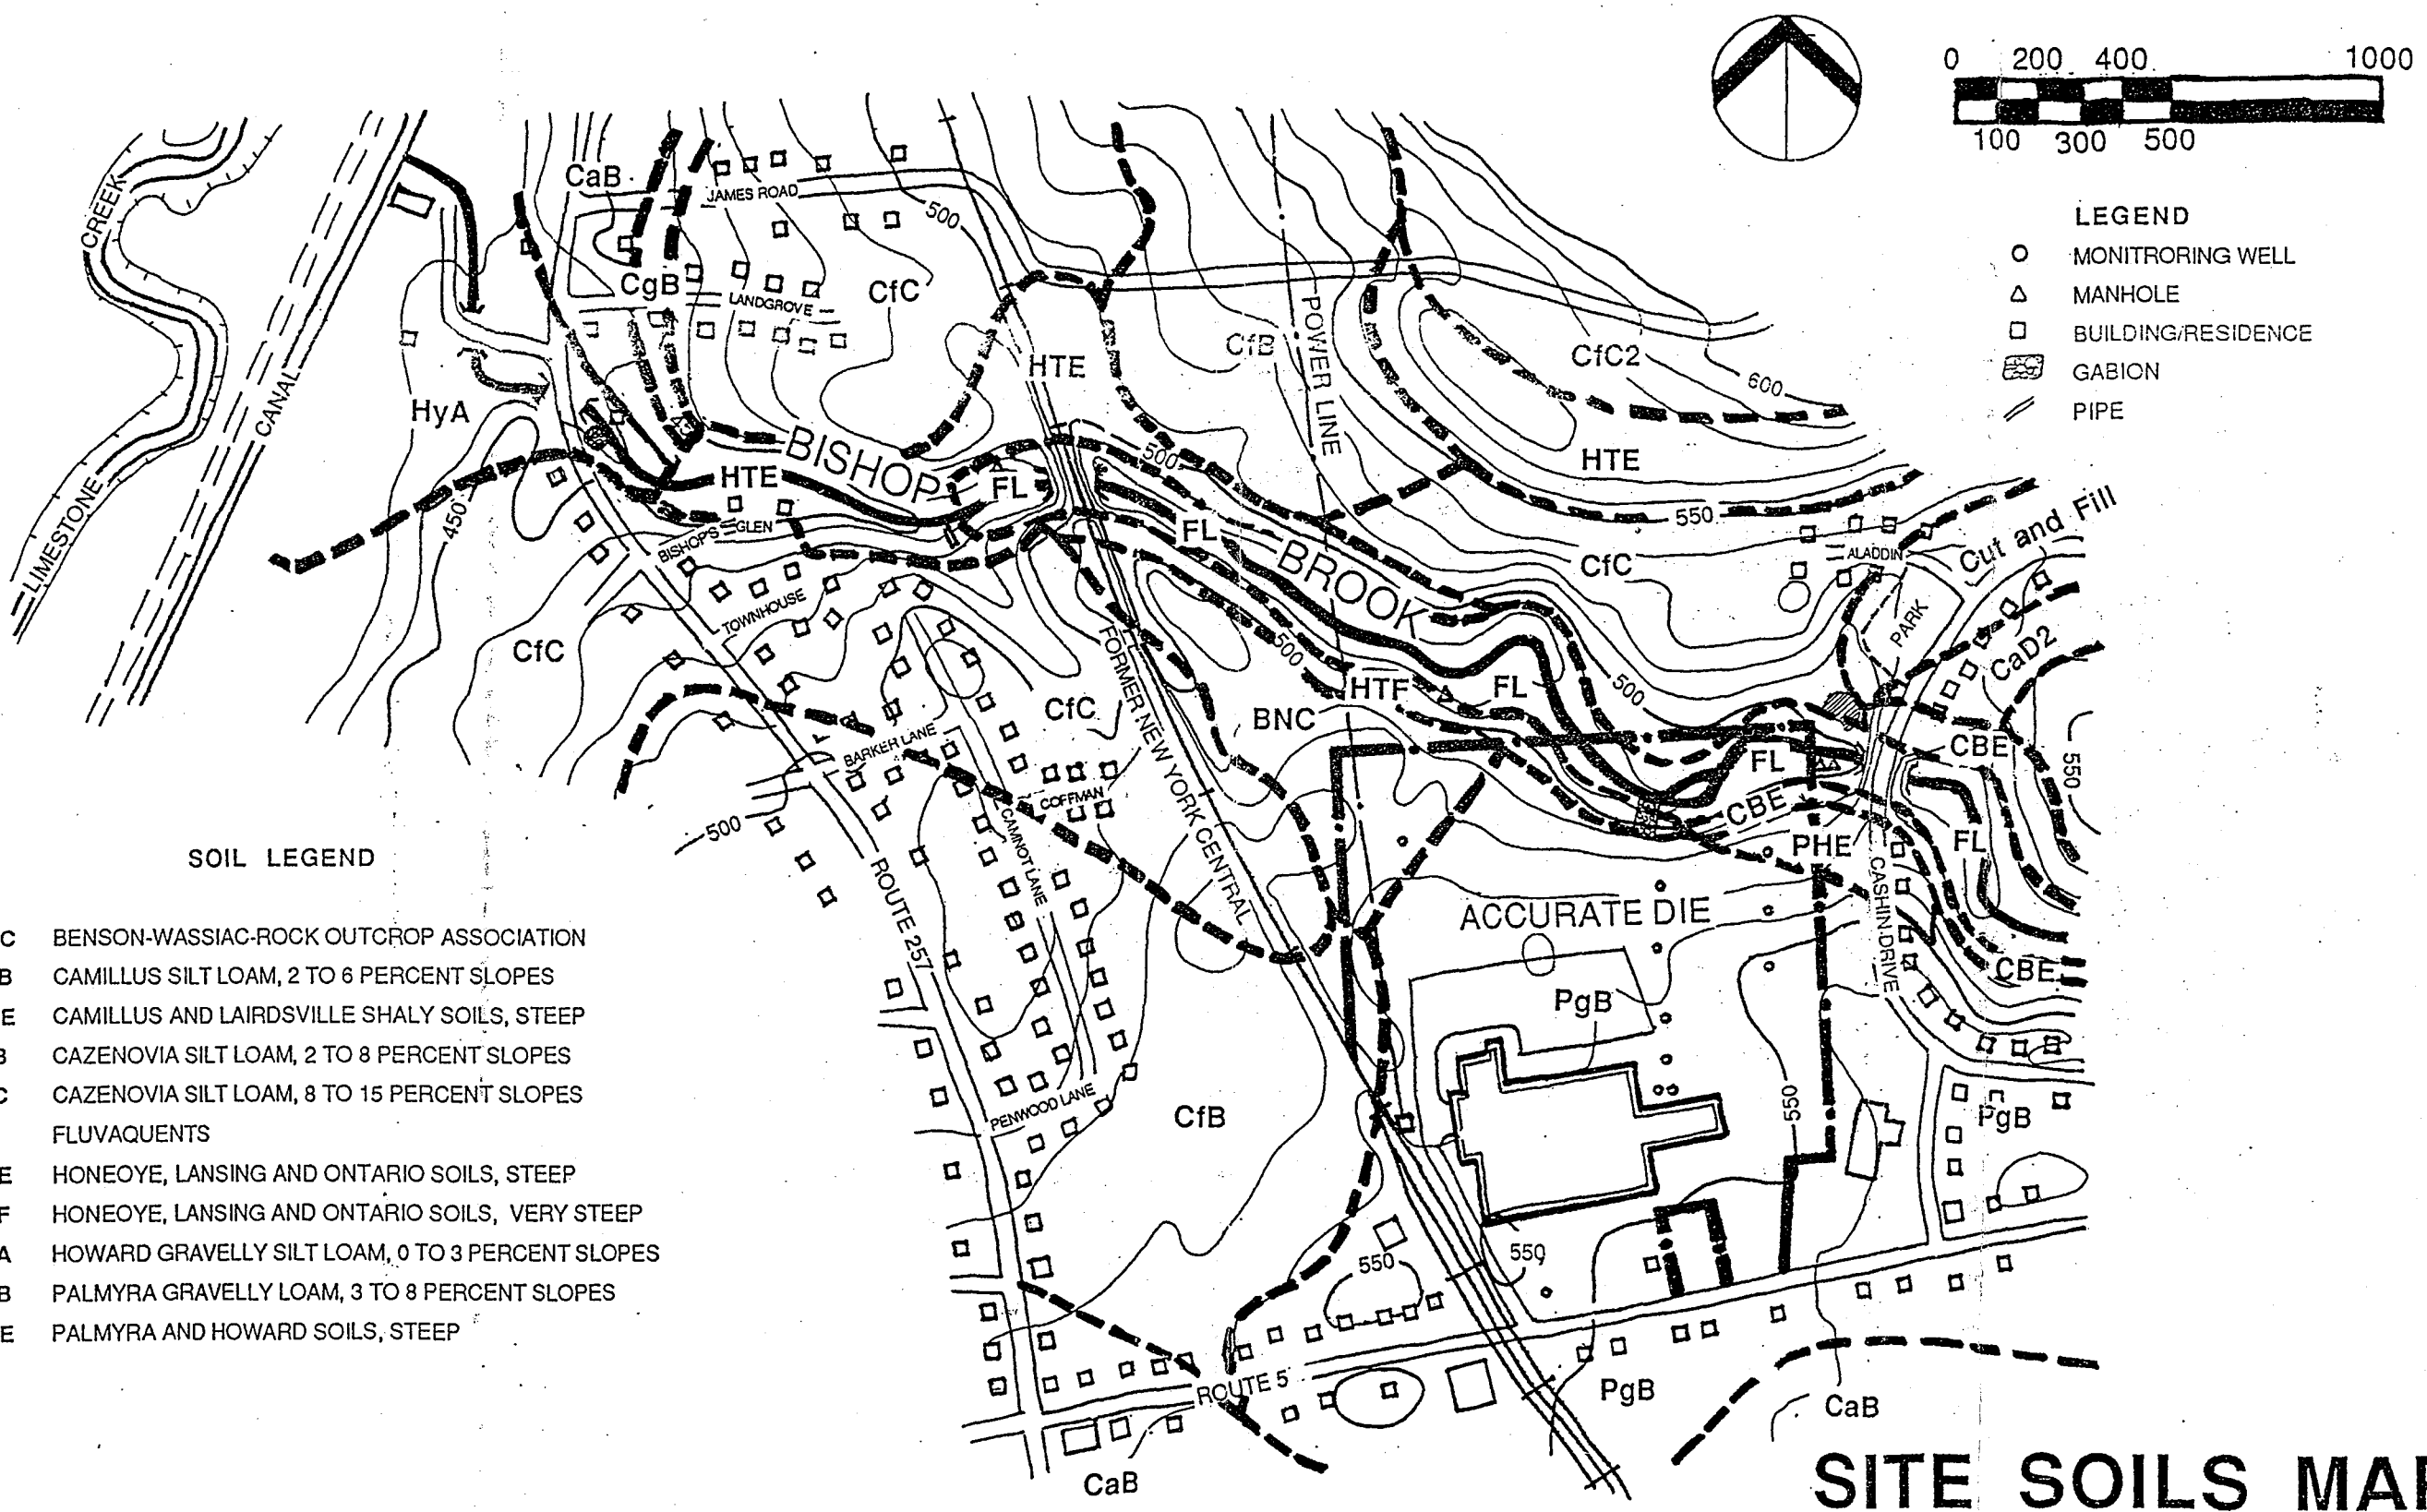 0 200 400 1000
100 300 500
LEGEND
MONITRORING WELL
MANHOLE
BUILDING/RESIDENCE
GABION
PIPE
CaB
JAMES ROAD
500
CREEK
CgB
LANDGROVE
CfC
CANAL
HTE
CfB
POWER LINE
CfC2
600
HyA
BISHOP
HTE
FL
500
HTE
LIMESTONE
450
BISHOP'S GLEN
FL
BROOK
550
CfC
ALADDIN
Cut and Fill
PARK
TOWNHOUSE
CfC
500
FORMER NEW YORK CENTRAL
HTF
FL
500
CaD2
CfC
BNC
BARKER LANE
CBE
FL
550
COFFMAN
CAMNOT LANE
CBE
PHE
FL
500
ROUTE 257
CASHIN DRIVE
ACCURATE DIE
CBE
PgB
550
PENWOOD LANE
CfB
PgB
550
550
ROUTE 5
PgB
CaB
CaB
SOIL LEGEND
C BENSON-WASSIAC-ROCK OUTCROP ASSOCIATION
B CAMILLUS SILT LOAM, 2 TO 6 PERCENT SLOPES
E CAMILLUS AND LAIRDSVILLE SHALY SOILS, STEEP
B CAZENOVIA SILT LOAM, 2 TO 8 PERCENT SLOPES
C CAZENOVIA SILT LOAM, 8 TO 15 PERCENT SLOPES
FLUVAQUENTS
E HONEOYE, LANSING AND ONTARIO SOILS, STEEP
F HONEOYE, LANSING AND ONTARIO SOILS, VERY STEEP
A HOWARD GRAVELLY SILT LOAM, 0 TO 3 PERCENT SLOPES
B PALMYRA GRAVELLY LOAM, 3 TO 8 PERCENT SLOPES
E PALMYRA AND HOWARD SOILS, STEEP
SITE SOILS MAP